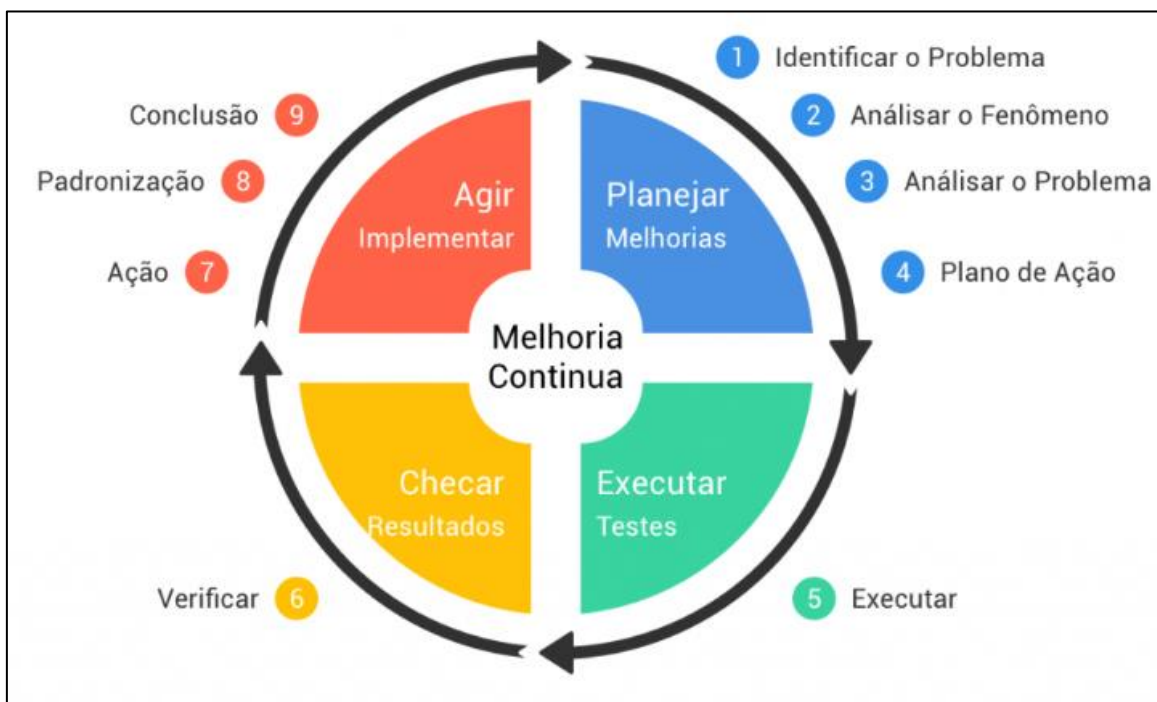 1 Identificar o Problema
2 Análisar o Fenômeno
3 Análisar o Problema
4 Plano de Ação
5 Executar
6 Verificar
7 Ação
8 Padronização
9 Conclusão
Agir
Implementar
Planejar
Melhorias
Melhoria
Continua
Checar
Resultados
Executar
Testes